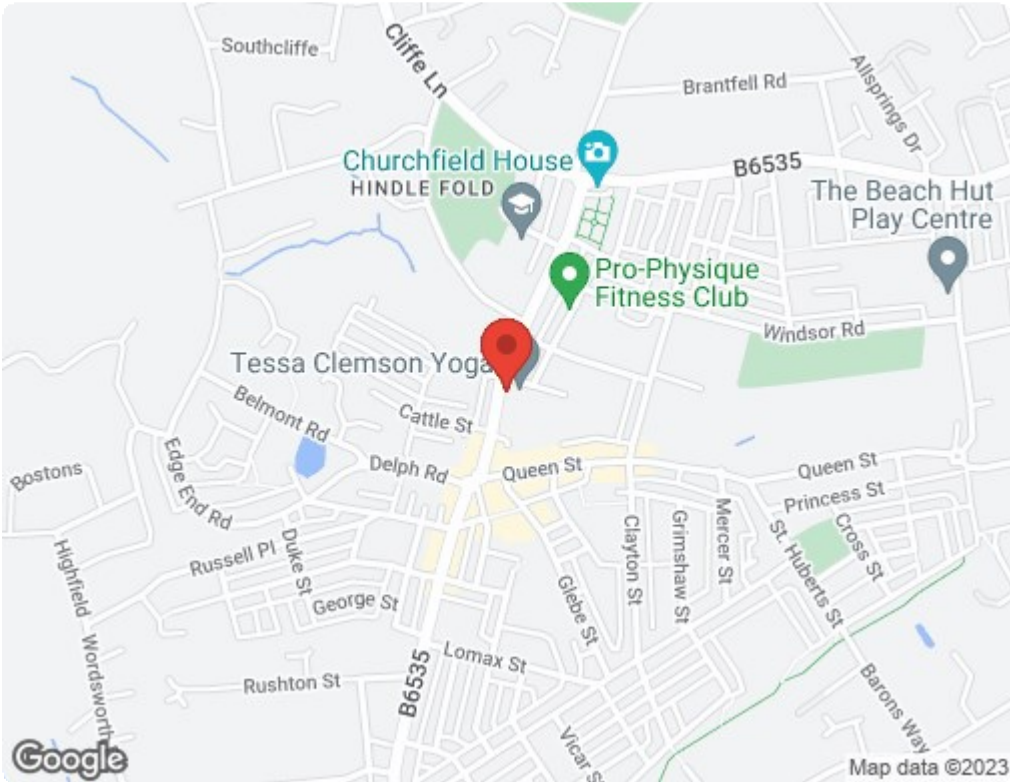 Southcliffe
Cliffe Ln
Brantfell Rd
Allsprings Dr
Churchfield House
HINDLE FOLD
B6535
The Beach Hut
Play Centre
Pro-Physique
Fitness Club
Windsor Rd
Tessa Clemson Yoga
Belmont Rd
Cattle St
Bostons
Edge End Rd
Delph Rd
Queen St
Queen St
Princess St
Cross St
Mercer St
St. Huberts St
Grimshaw St
Clayton St
Glebe St
Duke St
Russell Pl
George St
Highfield - Wordsworth
Lomax St
Rushton St
B6535
Barons Way
Vicar St
Google
Map data ©2023